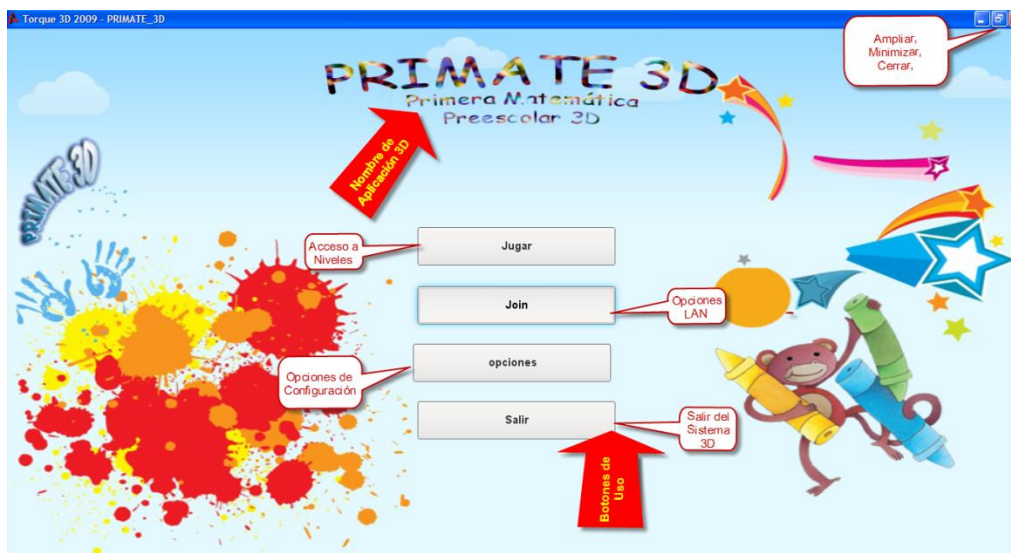 Torque 3D 2009 - PRIMATE_3D
Ampliar,
Minimizar,
Cerrar,
PRIMATE 3D
Primera Matemática
Preescolar 3D
Nombre de
Aplicación 3D
PRIMATE 3D
Acceso a
Niveles
Jugar
Join
Opciones
LAN
opciones
Opciones de
Configuración
Salir
Salir del
Sistema
3D
Botones de
Uso